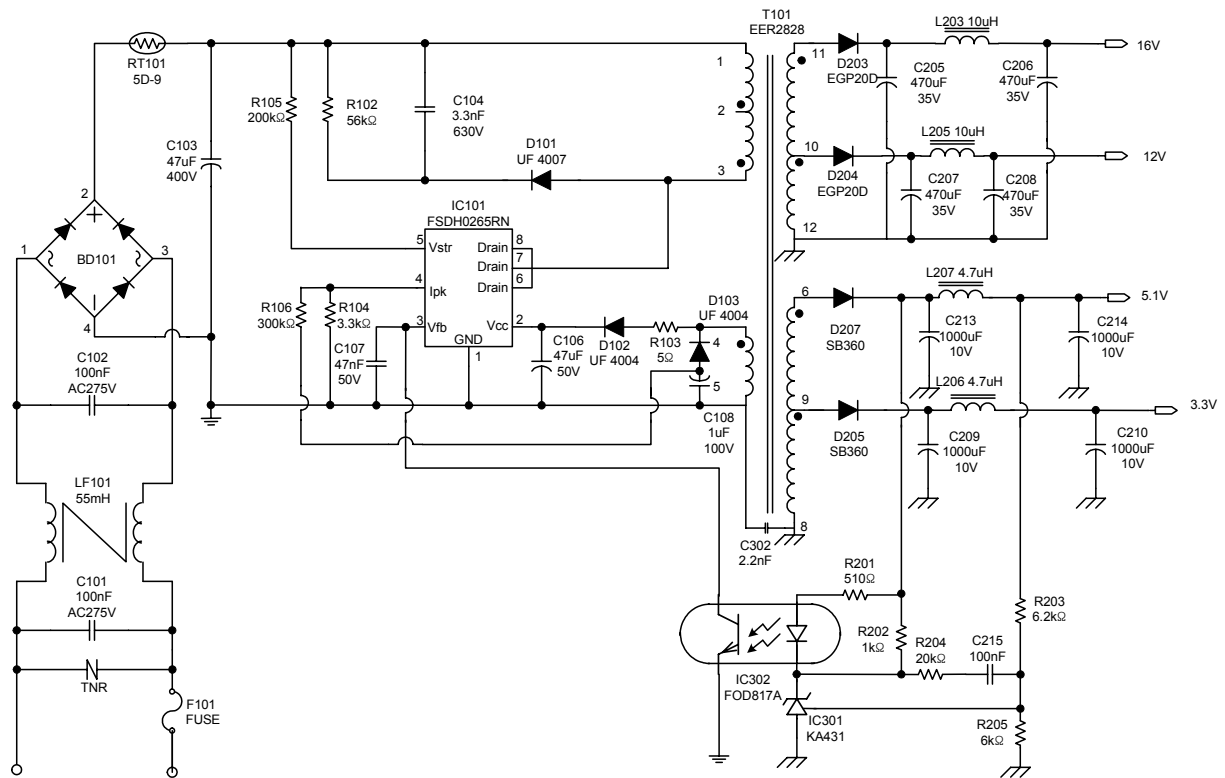 T101
EER2828
RT101
5D-9
C103
47uF
400V
R105
200kΩ
R102
56kΩ
C104
3.3nF
630V
D101
UF 4007
1
2
3
11
10
12
D203
EGP20D
L203 10uH
C205
470uF
35V
C206
470uF
35V
16V
D204
EGP20D
L205 10uH
C207
470uF
35V
C208
470uF
35V
12V
2
1
3
4
BD101
IC101
FSDH0265RN
5
Vstr
4
Ipk
3
Vfb
Drain
8
Drain
7
Drain
6
Vcc
2
GND
1
R106
300kΩ
R104
3.3kΩ
C107
47nF
50V
C106
47uF
50V
D102
UF 4004
R103
5Ω
D103
UF 4004
4
5
C108
1uF
100V
6
9
8
D207
SB360
L207 4.7uH
C213
1000uF
10V
C214
1000uF
10V
5.1V
D205
SB360
L206 4.7uH
C209
1000uF
10V
C210
1000uF
10V
3.3V
C302
2.2nF
C102
100nF
AC275V
LF101
55mH
C101
100nF
AC275V
TNR
F101
FUSE
R201
510Ω
R202
1kΩ
R204
20kΩ
C215
100nF
R203
6.2kΩ
R205
6kΩ
IC302
FOD817A
IC301
KA431